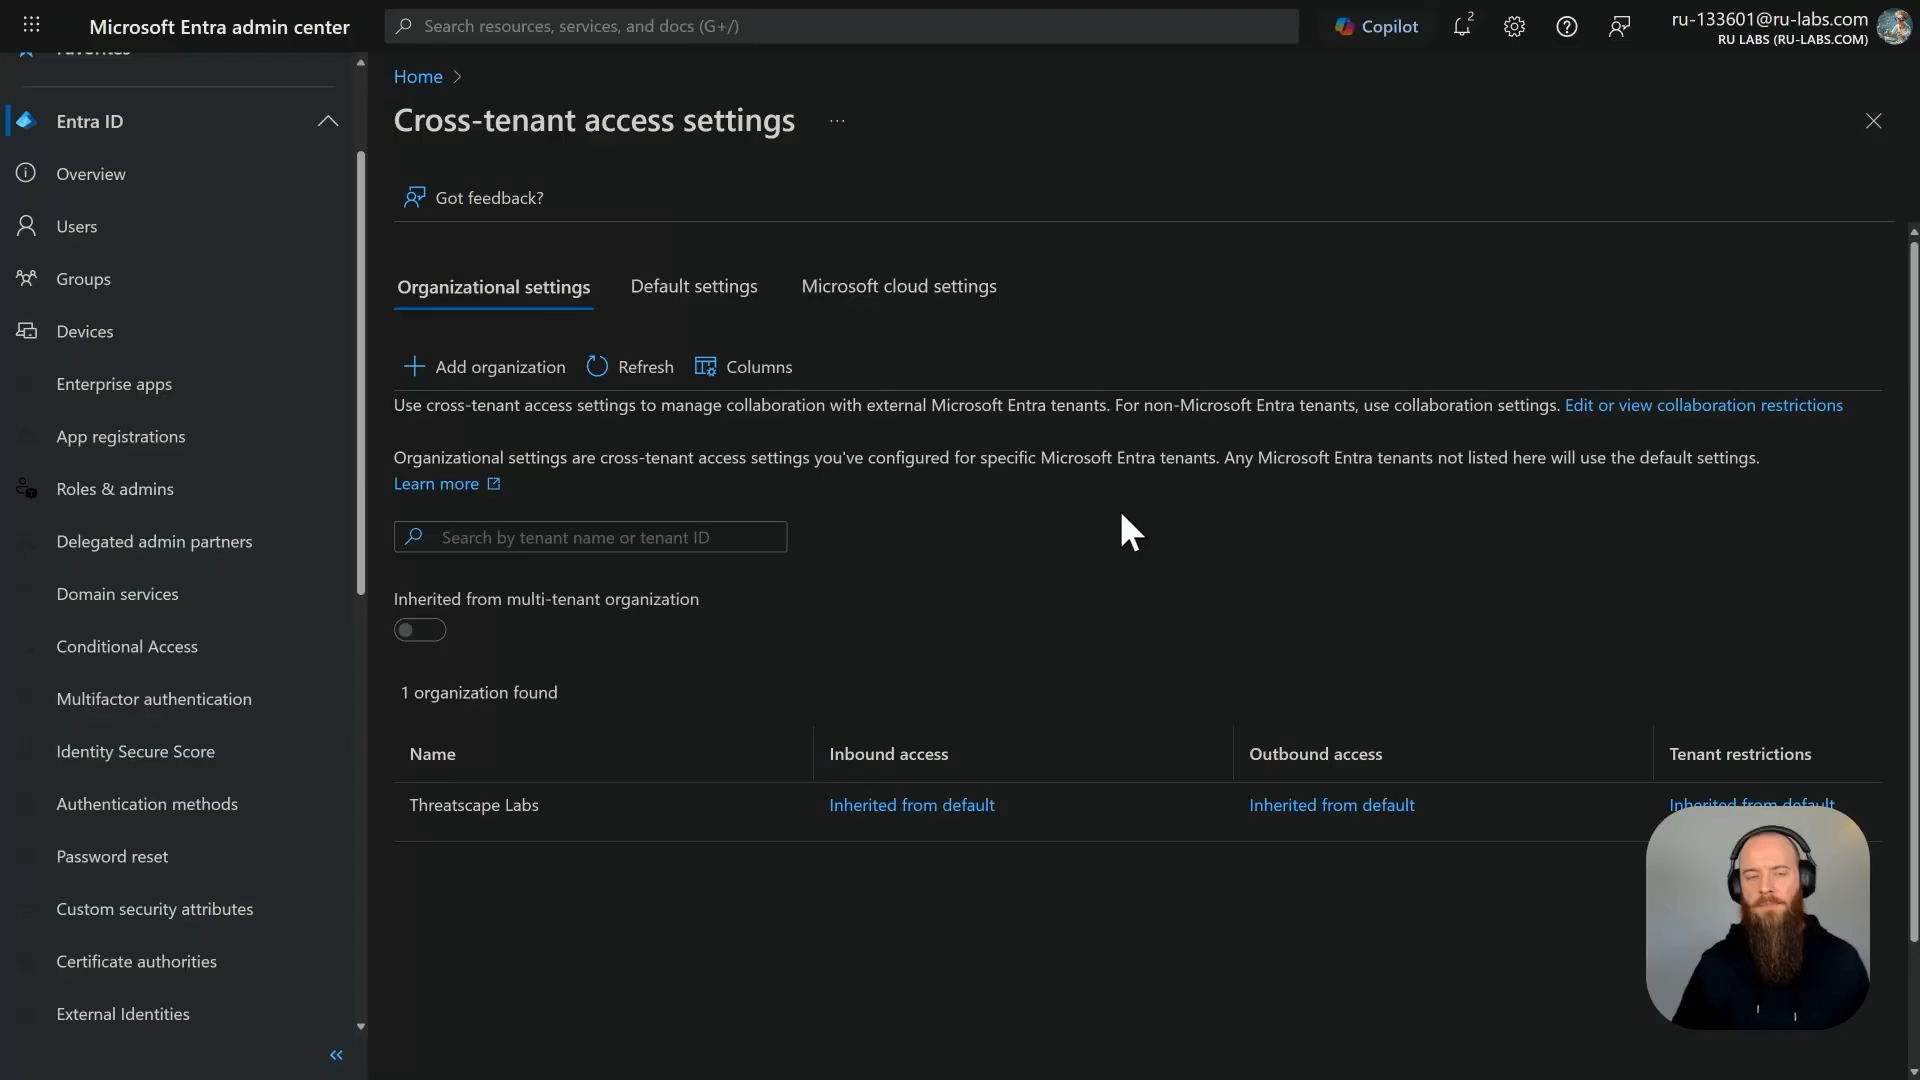 Microsoft Entra admin center
Search resources, services, and docs (G+/)
Copilot
2
ru-133601@ru-labs.com
RU LABS (RU-LABS.COM)
Favorites
Entra ID
Overview
Users
Groups
Devices
Enterprise apps
App registrations
Roles & admins
Delegated admin partners
Domain services
Conditional Access
Multifactor authentication
Identity Secure Score
Authentication methods
Password reset
Custom security attributes
Certificate authorities
External Identities
Home
Cross-tenant access settings
Got feedback?
Organizational settings
Default settings
Microsoft cloud settings
Add organization
Refresh
Columns
Use cross-tenant access settings to manage collaboration with external Microsoft Entra tenants. For non-Microsoft Entra tenants, use collaboration settings. Edit or view collaboration restrictions
Organizational settings are cross-tenant access settings you've configured for specific Microsoft Entra tenants. Any Microsoft Entra tenants not listed here will use the default settings.
Learn more
Search by tenant name or tenant ID
Inherited from multi-tenant organization
1 organization found
Name
Inbound access
Outbound access
Tenant restrictions
Threatscape Labs
Inherited from default
Inherited from default
Inherited from default